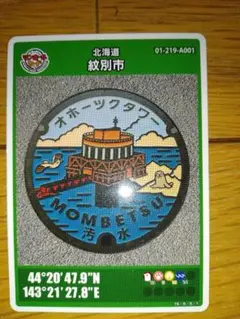 北海道
紋別市
01-219-A001
オホーツクタワー
MOMBETSU
汚水
44°20'47.9"N
143°21'27.8"E